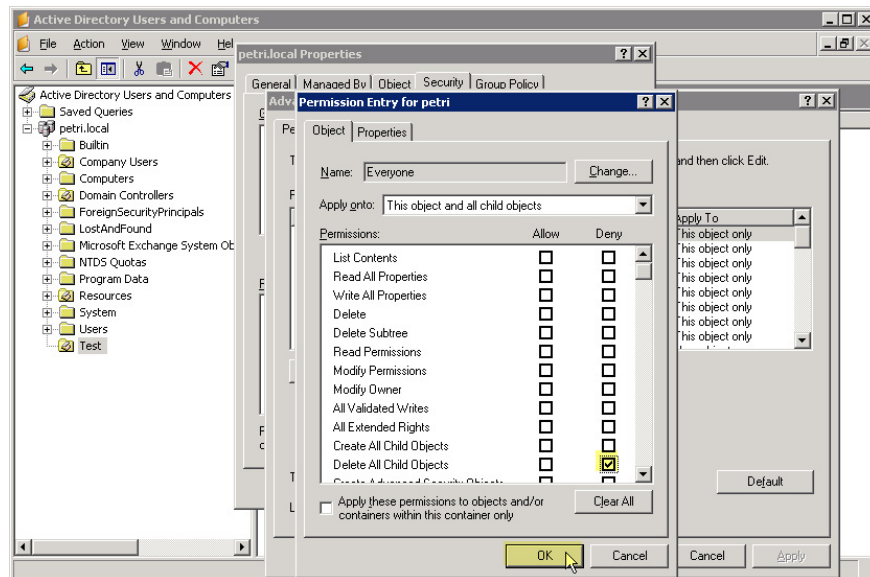 Active Directory Users and Computers
File Action View Window Hel
petri.local Properties
General Managed By Object Security Group Policy
Active Directory Users and Computers
Saved Queries
petri.local
Builtin
Company Users
Computers
Domain Controllers
ForeignSecurityPrincipals
LostAndFound
Microsoft Exchange System Ob
NTDS Quotas
Program Data
Resources
System
Users
Test
Permission Entry for petri
Object Properties
Name: Everyone Change...
and then click Edit.
Apply onto: This object and all child objects
Permissions: Allow Deny
List Contents
Read All Properties
Write All Properties
Delete
Delete Subtree
Read Permissions
Modify Permissions
Modify Owner
All Validated Writes
All Extended Rights
Create All Child Objects
Delete All Child Objects
Create Advanced Security Objects
Apply these permissions to objects and/or
containers within this container only
Clear All
OK Cancel
Apply To
This object only
This object only
This object only
This object only
This object only
This object only
This object only
This object only
Default
Cancel Apply